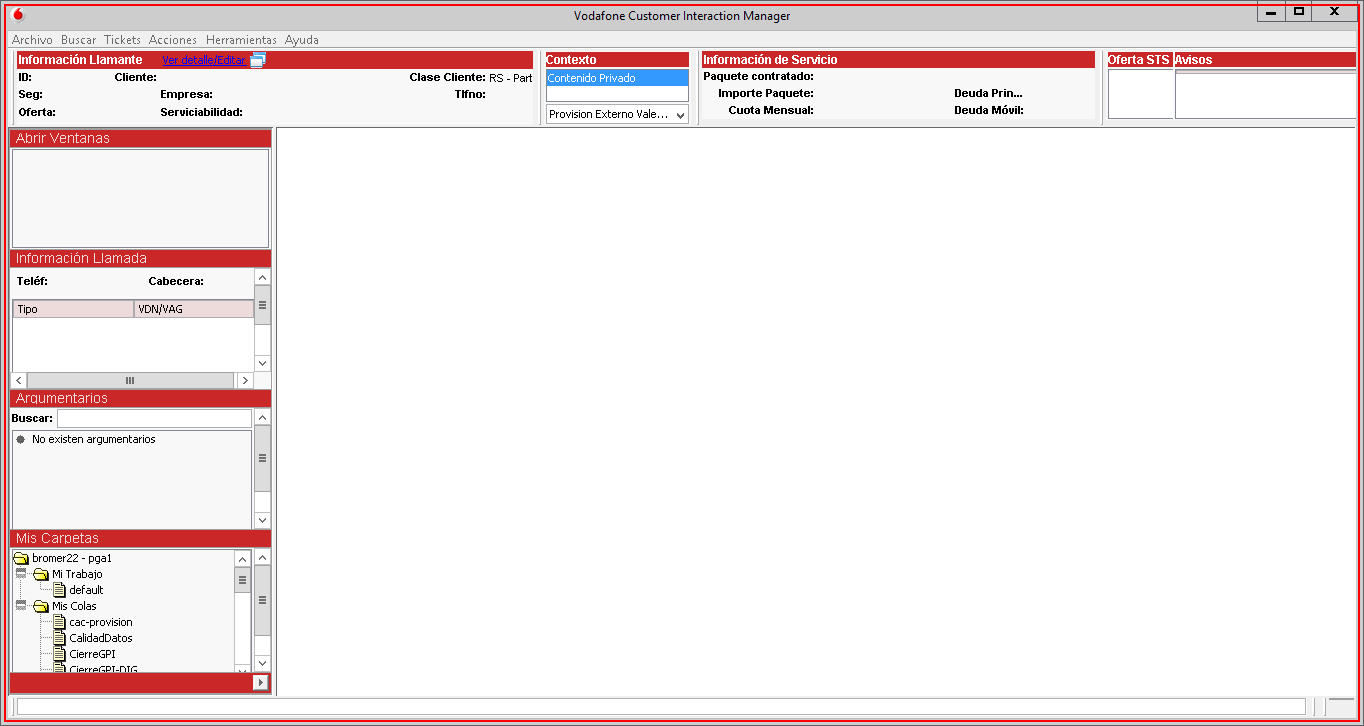 Vodafone Customer Interaction Manager
Archivo Buscar Tickets Acciones Herramientas Ayuda
Información Llamante Ver detalle/Editar
ID: Cliente: Clase Cliente: RS - Part
Seg: Empresa: Tlfno:
Oferta: Serviciabilidad:
Contexto
Contenido Privado
Provision Externo Vale...
Información de Servicio
Paquete contratado:
Importe Paquete: Deuda Prin...
Cuota Mensual: Deuda Móvil:
Oferta STS Avisos
Abrir Ventanas
Información Llamada
Teléf: Cabecera:
Tipo VDN/VAG
Argumentarios
Buscar:
No existen argumentarios
Mis Carpetas
bromer22 - pga1
Mi Trabajo
default
Mis Colas
cac-provision
CalidadDatos
CierreGPI
CierreGPI-DIG